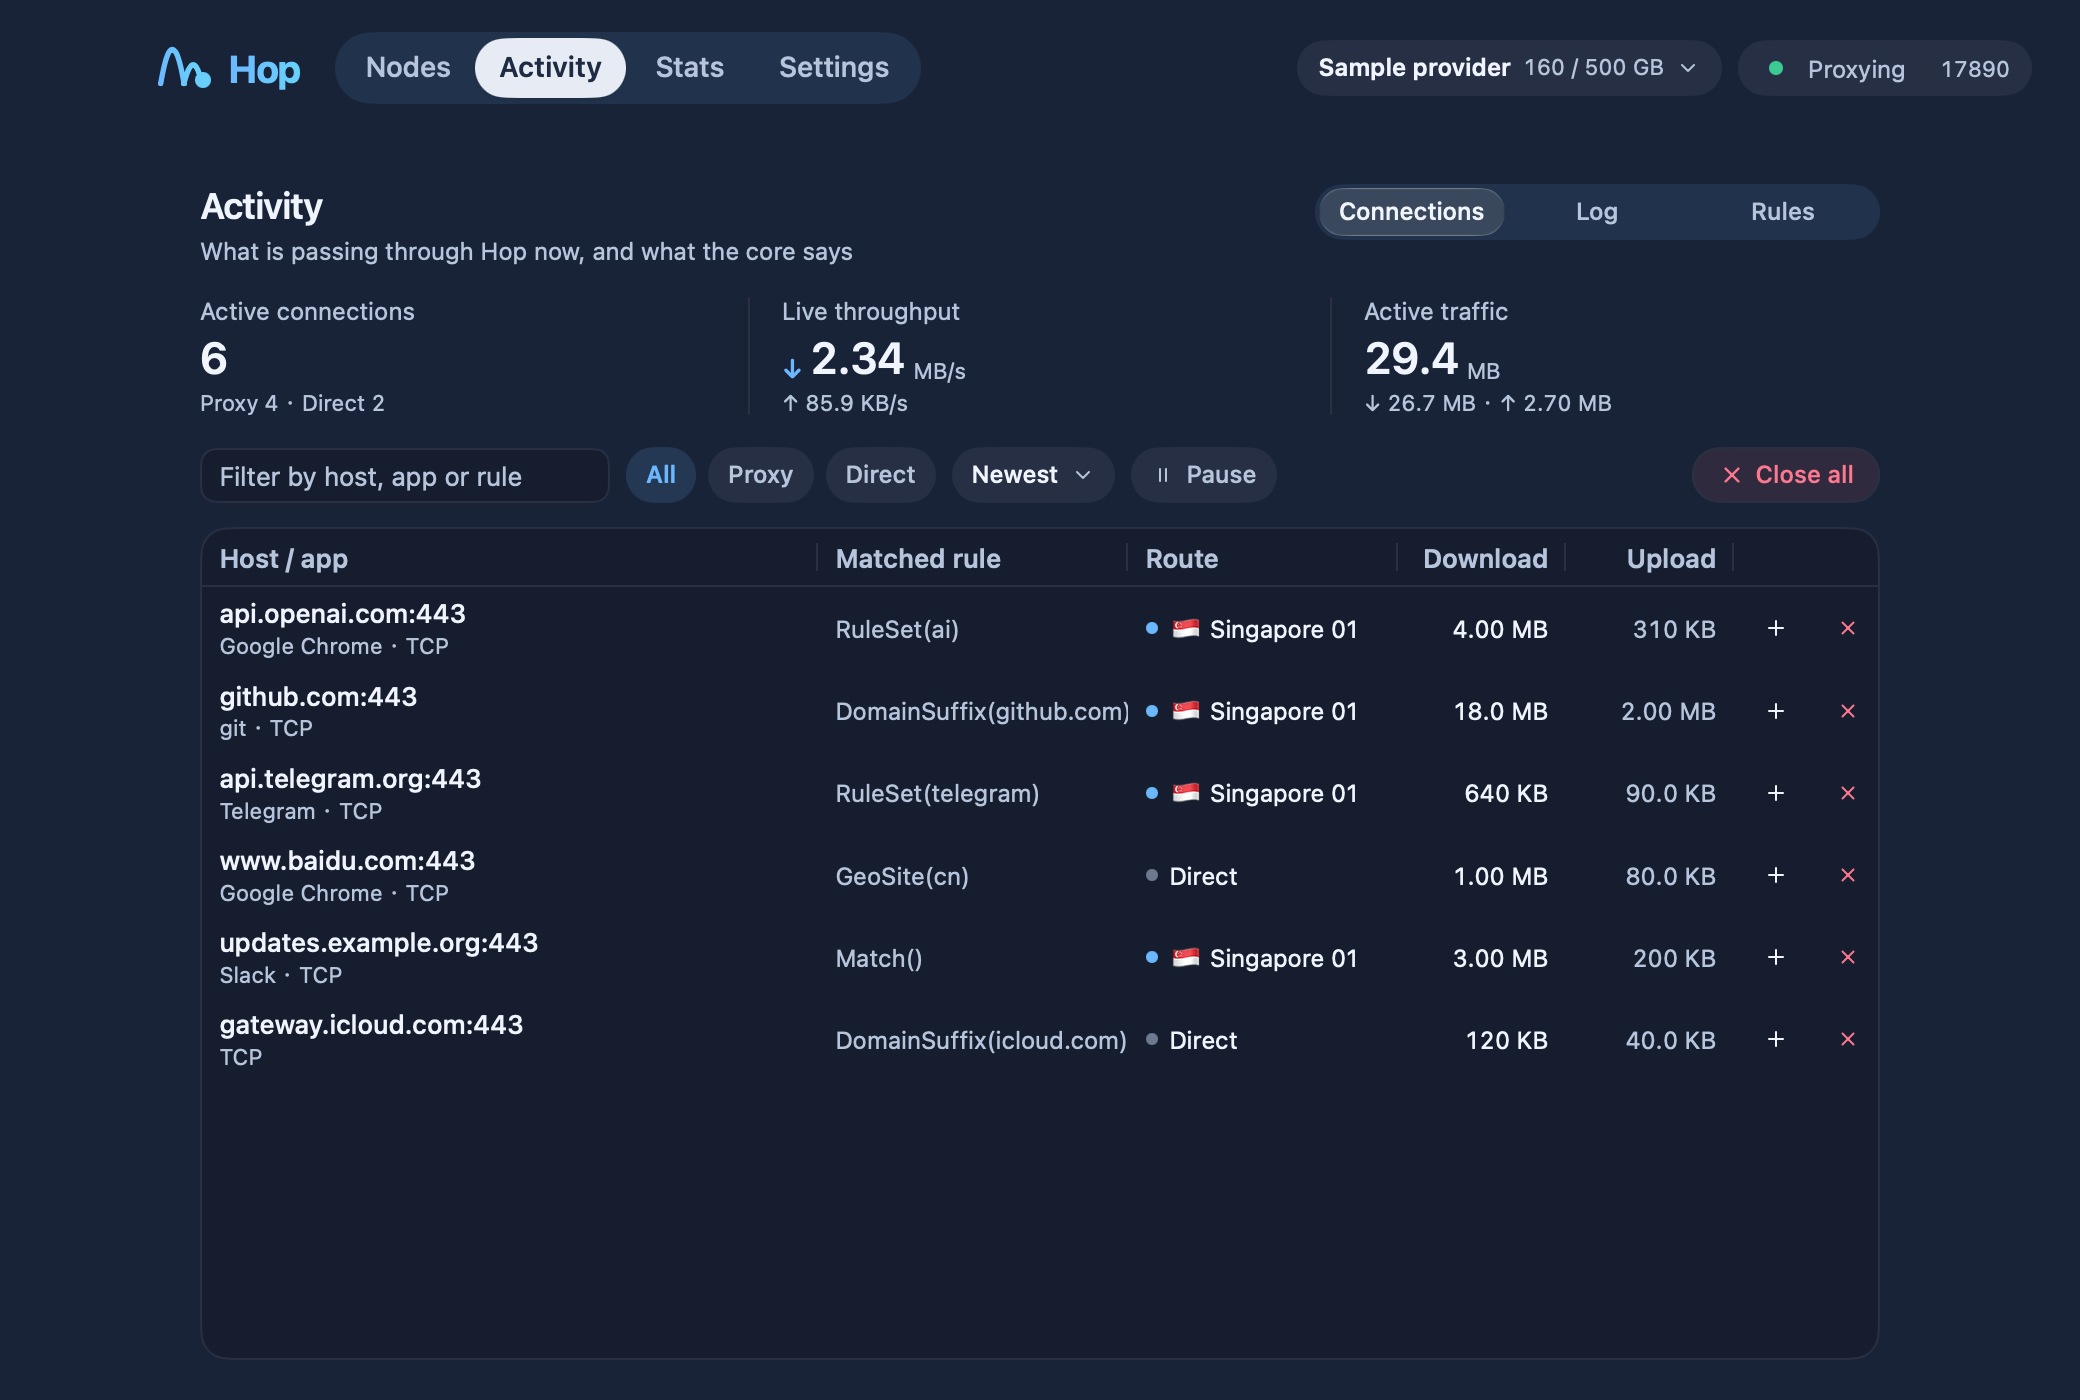 Hop Nodes Activity Stats Settings Sample provider 160 / 500 GB Proxying 17890
Activity
What is passing through Hop now, and what the core says
Connections Log Rules
Active connections
6
Proxy 4 · Direct 2
Live throughput
↓ 2.34 MB/s
↑ 85.9 KB/s
Active traffic
29.4 MB
↓ 26.7 MB · ↑ 2.70 MB
Filter by host, app or rule All Proxy Direct Newest Pause Close all
Host / app Matched rule Route Download Upload
api.openai.com:443
Google Chrome · TCP
RuleSet(ai) Singapore 01 4.00 MB 310 KB
github.com:443
git · TCP
DomainSuffix(github.com) Singapore 01 18.0 MB 2.00 MB
api.telegram.org:443
Telegram · TCP
RuleSet(telegram) Singapore 01 640 KB 90.0 KB
www.baidu.com:443
Google Chrome · TCP
GeoSite(cn) Direct 1.00 MB 80.0 KB
updates.example.org:443
Slack · TCP
Match() Singapore 01 3.00 MB 200 KB
gateway.icloud.com:443
TCP
DomainSuffix(icloud.com) Direct 120 KB 40.0 KB